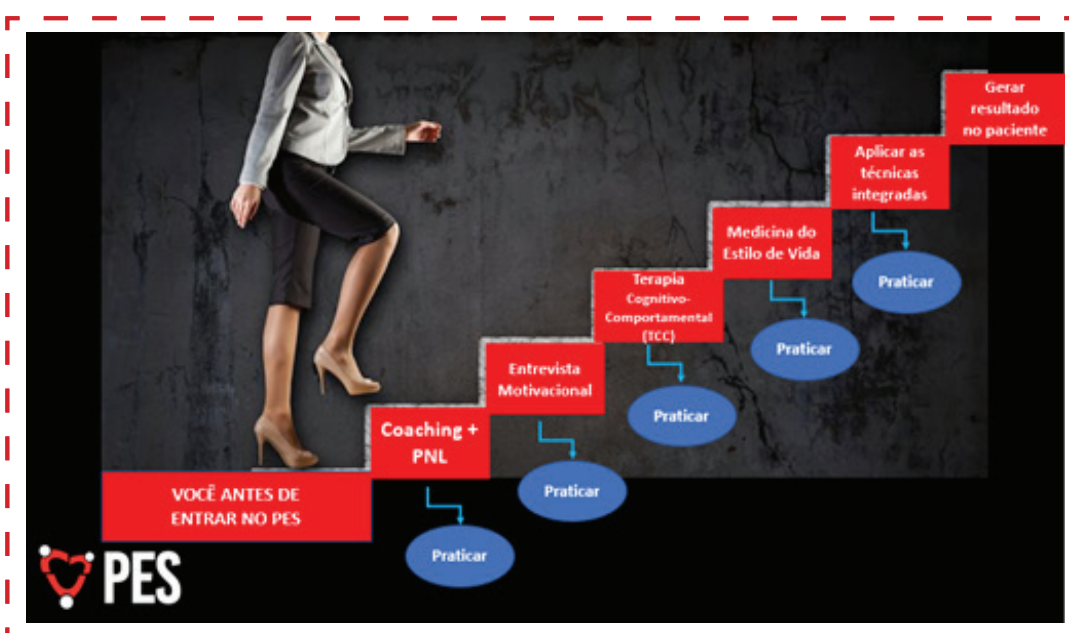 Gerar
resultado
no paciente
Aplicar as
técnicas
integradas
Praticar
Medicina do
Estilo de Vida
Praticar
Terapia
Cognitivo-
Comportamental
(TCC)
Praticar
Entrevista
Motivacional
Praticar
Coaching +
PNL
Praticar
VOCÊ ANTES DE
ENTRAR NO PES
PES